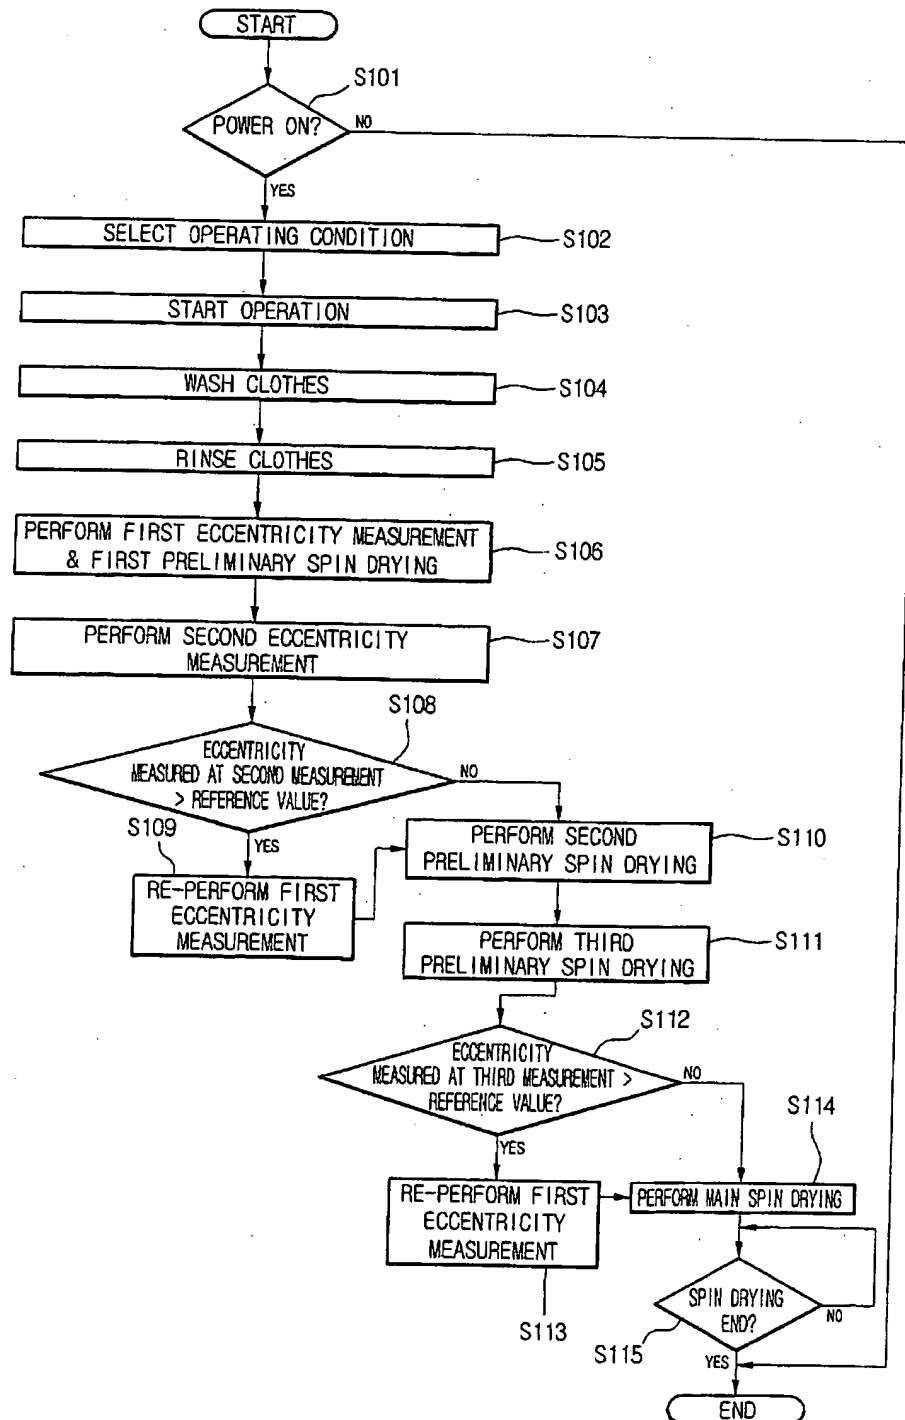 START
S101
POWER ON?
NO
YES
SELECT OPERATING CONDITION
S102
START OPERATION
S103
WASH CLOTHES
S104
RINSE CLOTHES
S105
PERFORM FIRST ECCENTRICITY MEASUREMENT
& FIRST PRELIMINARY SPIN DRYING
S106
PERFORM SECOND ECCENTRICITY
MEASUREMENT
S107
S108
ECCENTRICITY
MEASURED AT SECOND MEASUREMENT
> REFERENCE VALUE?
NO
YES
S109
RE-PERFORM FIRST
ECCENTRICITY
MEASUREMENT
PERFORM SECOND
PRELIMINARY SPIN DRYING
S110
PERFORM THIRD
PRELIMINARY SPIN DRYING
S111
S112
ECCENTRICITY
MEASURED AT THIRD MEASUREMENT >
REFERENCE VALUE?
NO
YES
S114
RE-PERFORM FIRST
ECCENTRICITY
MEASUREMENT
S113
PERFORM MAIN SPIN DRYING
SPIN DRYING
END?
NO
S115
YES
END